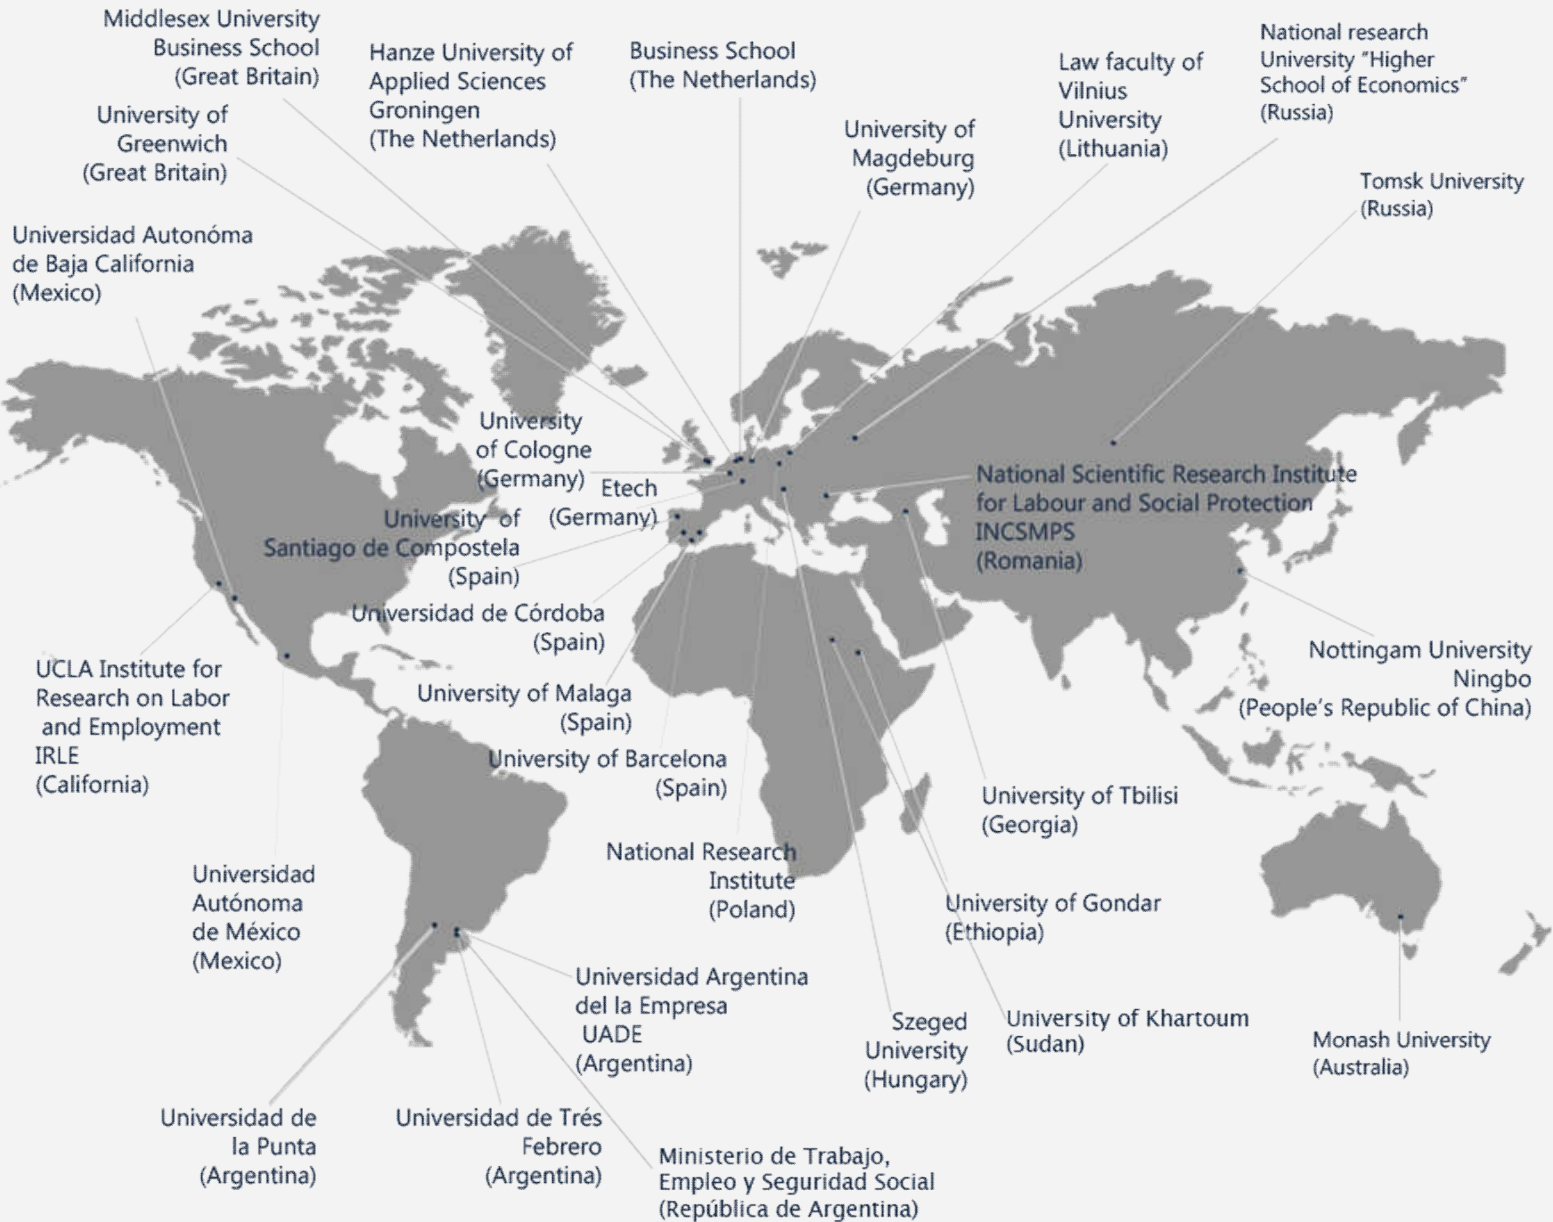 Middlesex University
Business School
(Great Britain)
Hanze University of
Applied Sciences
Groningen
(The Netherlands)
Business School
(The Netherlands)
Law faculty of
Vilnius
University
(Lithuania)
National research
University “Higher
School of Economics”
(Russia)
University of
Greenwich
(Great Britain)
University of
Magdeburg
(Germany)
Tomsk University
(Russia)
Universidad Autonóma
de Baja California
(Mexico)
University
of Cologne
(Germany)
Etech
(Germany)
University of
Santiago de Compostela
(Spain)
National Scientific Research Institute
for Labour and Social Protection
INCSMPS
(Romania)
Universidad de Córdoba
(Spain)
UCLA Institute for
Research on Labor
and Employment
IRLE
(California)
University of Malaga
(Spain)
Nottingam University
Ningbo
(People’s Republic of China)
University of Barcelona
(Spain)
University of Tbilisi
(Georgia)
National Research
Institute
(Poland)
Universidad
Autónoma
de México
(Mexico)
University of Gondar
(Ethiopia)
Universidad Argentina
del la Empresa
UADE
(Argentina)
Szeged
University
(Hungary)
University of Khartoum
(Sudan)
Monash University
(Australia)
Universidad de
la Punta
(Argentina)
Universidad de Trés
Febrero
(Argentina)
Ministerio de Trabajo,
Empleo y Seguridad Social
(República de Argentina)